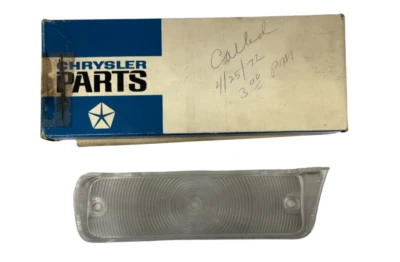 CHRYSLER
PARTS
Called
4/25/72
3 00 PM